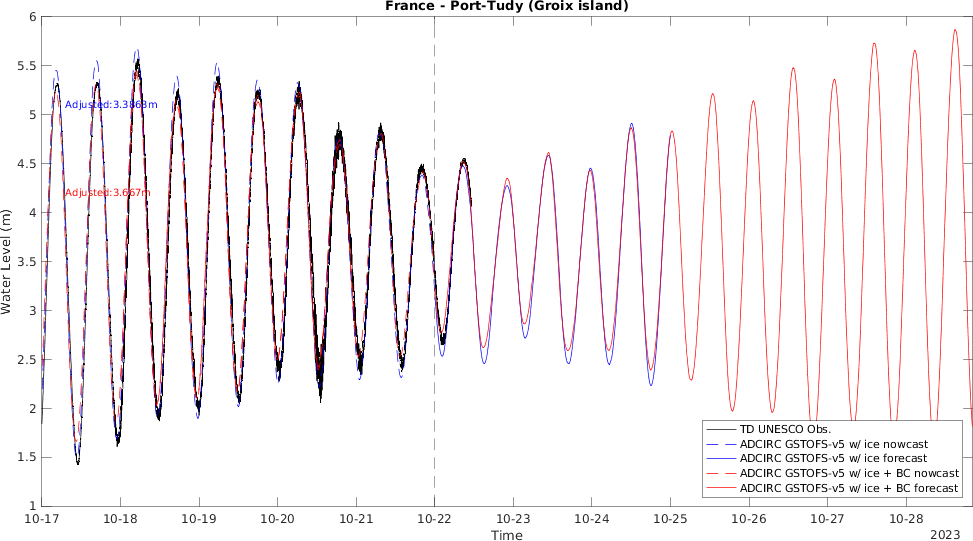 France - Port-Tudy (Groix island)
6
5.5
5
4.5
4
3.5
3
2.5
2
1.5
1
Water Level (m)
Adjusted:3.3863m
Adjusted:3.667m
TD UNESCO Obs.
ADCIRC GSTOFS-v5 w/ ice nowcast
ADCIRC GSTOFS-v5 w/ ice forecast
ADCIRC GSTOFS-v5 w/ ice + BC nowcast
ADCIRC GSTOFS-v5 w/ ice + BC forecast
10-17 10-18 10-19 10-20 10-21 10-22 10-23 10-24 10-25 10-26 10-27 10-28
Time
2023